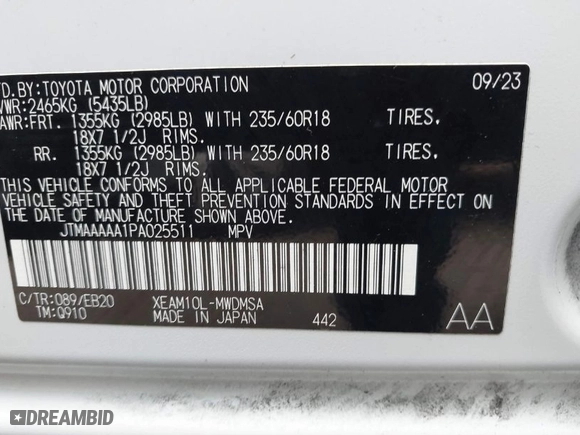 TD.BY:TOYOTA MOTOR CORPORATION 09/23
VWR:2465KG (5435LB)
AWR:FRT. 1355KG (2985LB) WITH 235/60R18 TIRES,
18X7 1/2J RIMS.
RR. 1355KG (2985LB) WITH 235/60R18 TIRES,
18X7 1/2J RIMS.
THIS VEHICLE CONFORMS TO ALL APPLICABLE FEDERAL MOTOR
VEHICLE SAFETY AND THEFT PREVENTION STANDARDS IN EFFECT ON
THE DATE OF MANUFACTURE SHOWN ABOVE.
JTMAAAAA1PA025511 MPV
C/TR:089/EB20 XEAM10L-MWDMSA
TM:Q910 MADE IN JAPAN 442 AA
DREAMBID